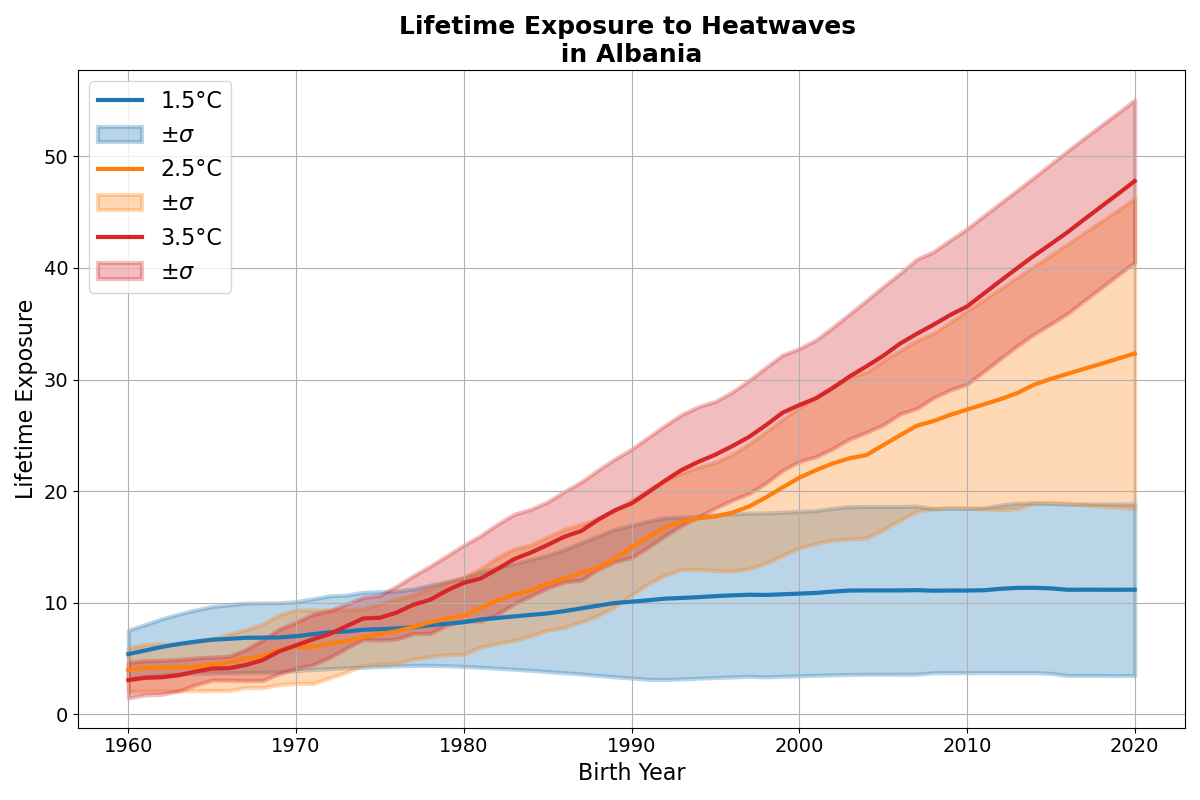 Lifetime Exposure to Heatwaves
in Albania
1.5°C
±σ
2.5°C
±σ
3.5°C
±σ
Lifetime Exposure
50
40
30
20
10
0
1960 1970 1980 1990 2000 2010 2020
Birth Year